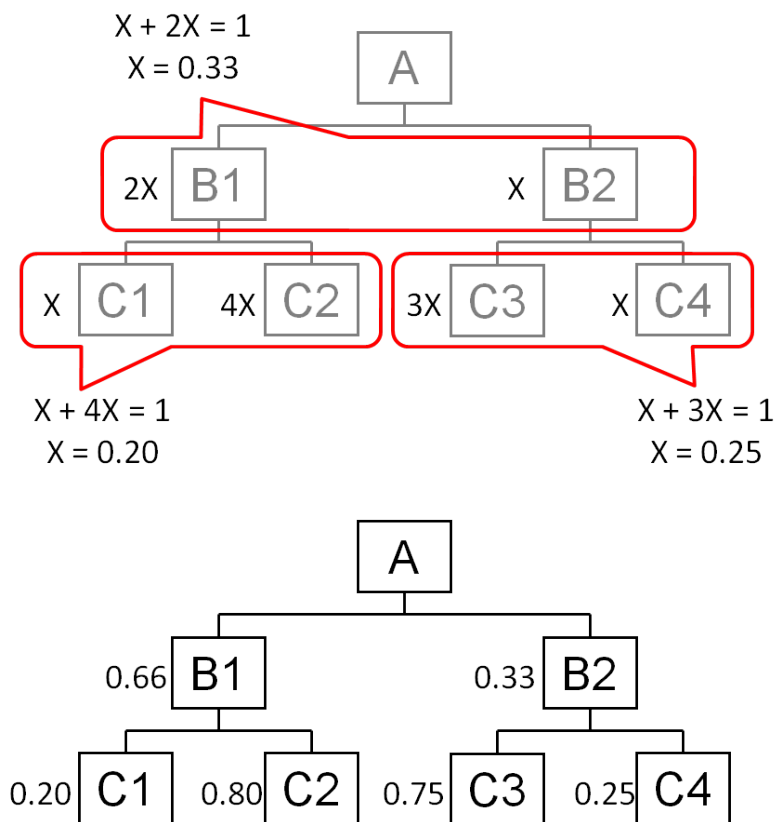 X + 2X = 1
X = 0.33
A
2X B1 X B2
X C1 4X C2 3X C3 X C4
X + 4X = 1 X + 3X = 1
X = 0.20 X = 0.25
A
0.66 B1 0.33 B2
0.20 C1 0.80 C2 0.75 C3 0.25 C4